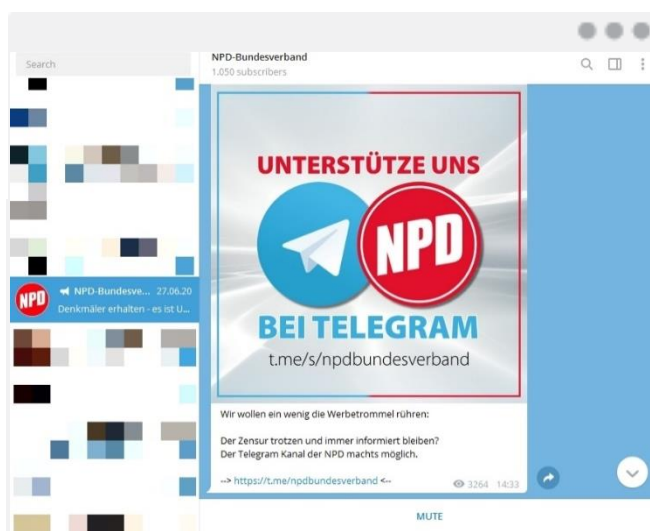 Search
NPD-Bundesverband
1.050 subscribers
UNTERSTÜTZE UNS
NPD
BEI TELEGRAM
t.me/s/npdbundesverband
NPD
NPD-Bundesve... 27.06.20
Denkmäler erhalten - es ist U...
Wir wollen ein wenig die Werbetrommel rühren:
Der Zensur trotzen und immer informiert bleiben?
Der Telegram Kanal der NPD machts möglich.
--> https://t.me/npdbundesverband <--
3264 14:33
MUTE